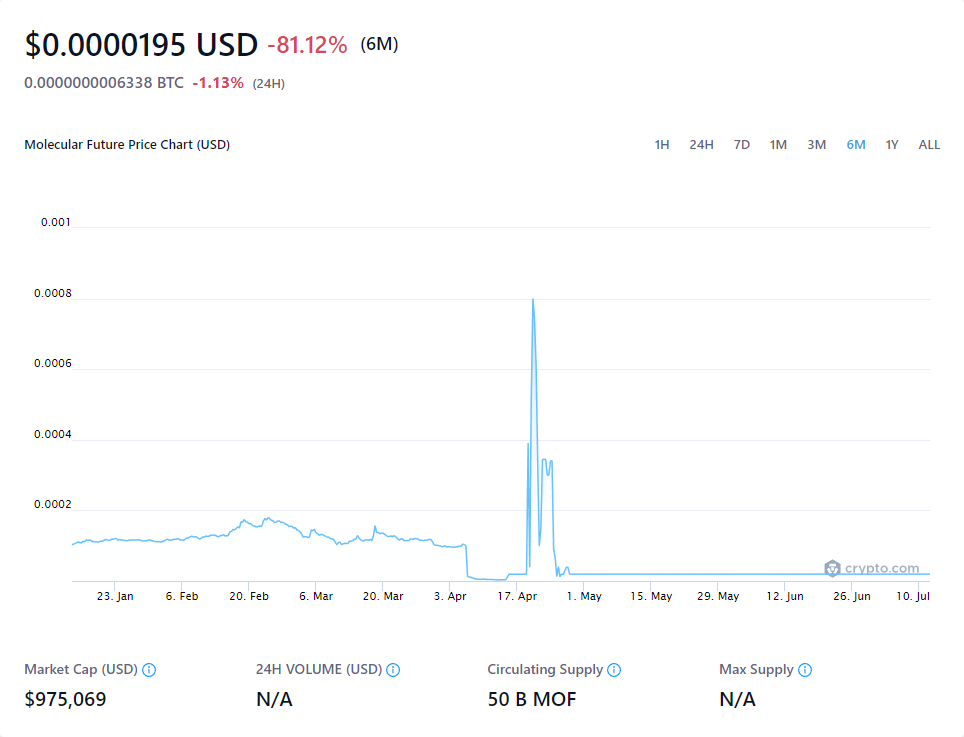 $0.0000195 USD -81.12% (6M)
0.0000000006338 BTC -1.13% (24H)
Molecular Future Price Chart (USD) 1H 24H 7D 1M 3M 6M 1Y ALL
0.001
0.0008
0.0006
0.0004
0.0002
crypto.com
23. Jan 6. Feb 20. Feb 6. Mar 20. Mar 3. Apr 17. Apr 1. May 15. May 29. May 12. Jun 26. Jun 10. Jul
Market Cap (USD) 24H VOLUME (USD) Circulating Supply Max Supply
$975,069 N/A 50 B MOF N/A